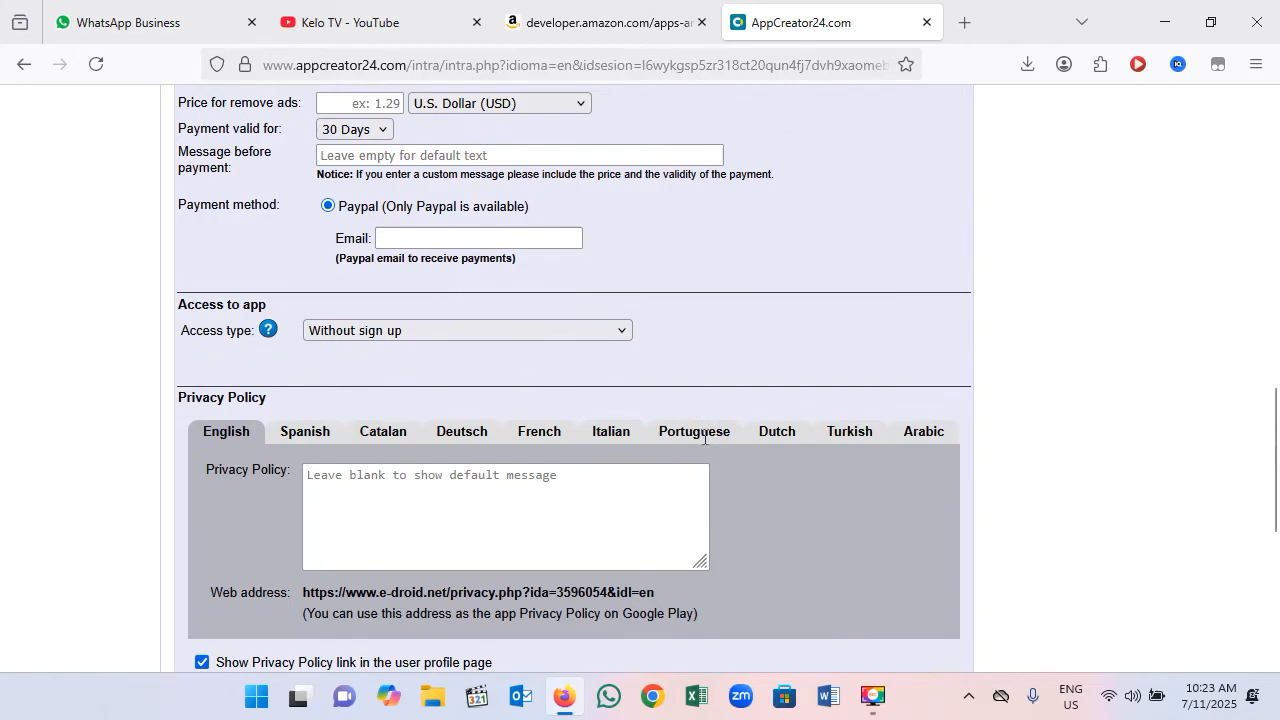 WhatsApp Business
Kelo TV - YouTube
developer.amazon.com/apps-ar
AppCreator24.com
www.appcreator24.com/intra/intra.php?idioma=en&idsesion=l6wykgsp5zr318ct20qun4fj7dvh9xaomeb
Price for remove ads: ex: 1.29 U.S. Dollar (USD)
Payment valid for: 30 Days
Message before payment: Leave empty for default text
Notice: If you enter a custom message please include the price and the validity of the payment.
Payment method: Paypal (Only Paypal is available)
Email:
(Paypal email to receive payments)
Access to app
Access type: ? Without sign up
Privacy Policy
English Spanish Catalan Deutsch French Italian Portuguese Dutch Turkish Arabic
Privacy Policy: Leave blank to show default message
Web address: https://www.e-droid.net/privacy.php?ida=3596054&idl=en
(You can use this address as the app Privacy Policy on Google Play)
Show Privacy Policy link in the user profile page
ENG
US
10:23 AM
7/11/2025